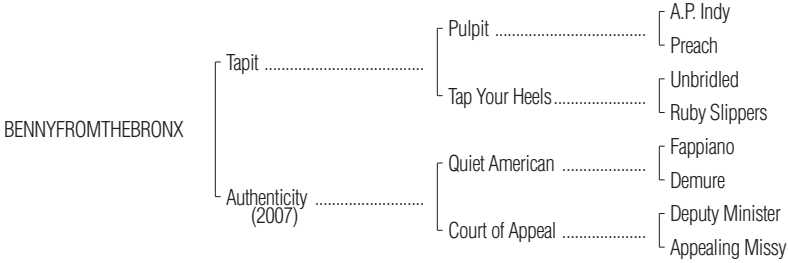 A.P. Indy
Pulpit ......................................
Preach
Tapit ........................................
Unbridled
Tap Your Heels.......................
Ruby Slippers
BENNYFROMTHEBRONX
Fappiano
Quiet American .....................
Demure
Authenticity ...........................
(2007)
Deputy Minister
Court of Appeal .....................
Appealing Missy